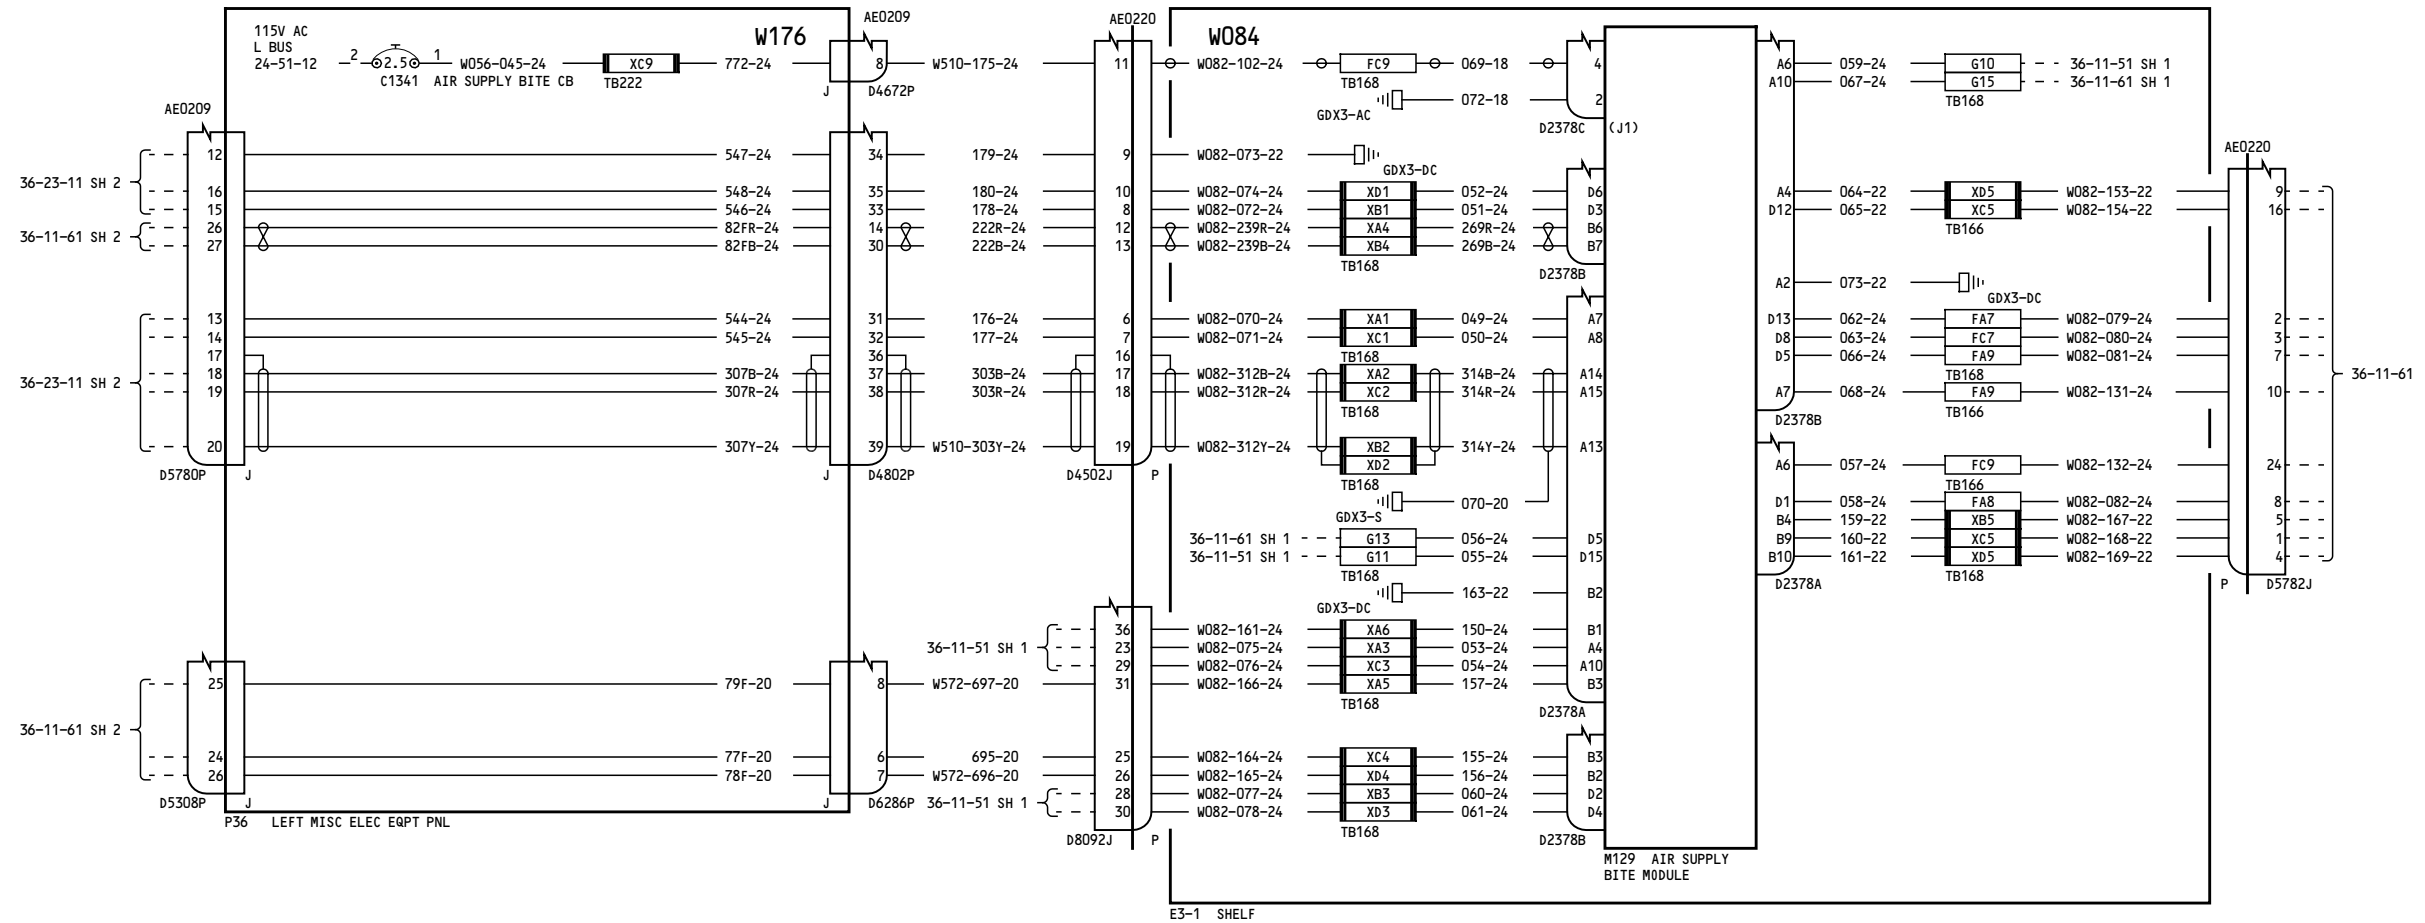 115V AC
L BUS
24-51-12
2
2.5
1
C1341
W056-045-24
AIR SUPPLY BITE CB
XC9
TB222
772-24
W176
AE0209
8
J
D4672P
W510-175-24
AE0220
11
W084
W082-102-24
FC9
TB168
069-18
4
GDX3-AC
072-18
2
D2378C
(J1)
A6
059-24
G10
36-11-51 SH 1
A10
067-24
G15
36-11-61 SH 1
TB168
AE0209
36-23-11 SH 2
12
547-24
34
179-24
9
W082-073-22
GDX3-DC
16
548-24
35
180-24
10
W082-074-24
XD1
052-24
D6
15
546-24
33
178-24
8
W082-072-24
XB1
051-24
D3
36-11-61 SH 2
26
82FR-24
14
222R-24
12
W082-239R-24
XA4
269R-24
B6
27
82FB-24
30
222B-24
13
W082-239B-24
XB4
269B-24
B7
TB168
D2378B
AE0220
A4
064-22
XD5
W082-153-22
9
D12
065-22
XC5
W082-154-22
16
TB166
A2
073-22
GDX3-DC
36-23-11 SH 2
13
544-24
31
176-24
6
W082-070-24
XA1
049-24
A7
14
545-24
32
177-24
7
W082-071-24
XC1
050-24
A8
TB168
17
36
16
18
307B-24
37
303B-24
17
W082-312B-24
XA2
314B-24
A14
19
307R-24
38
303R-24
18
W082-312R-24
XC2
314R-24
A15
TB168
20
307Y-24
39
W510-303Y-24
19
W082-312Y-24
XB2
314Y-24
A13
XD2
TB168
D5780P
J
J
D4802P
D4502J
P
070-20
GDX3-S
D13
062-24
FA7
W082-079-24
2
D8
063-24
FC7
W082-080-24
3
D5
066-24
FA9
W082-081-24
7
TB168
A7
068-24
FA9
W082-131-24
10
TB166
D2378B
36-11-61
A6
057-24
FC9
W082-132-24
24
TB166
D1
058-24
FA8
W082-082-24
8
B4
159-22
XB5
W082-167-22
5
B9
160-22
XC5
W082-168-22
1
B10
161-22
XD5
W082-169-22
4
D2378A
TB168
P
D5782J
36-11-61 SH 1
G13
056-24
D5
36-11-51 SH 1
G11
055-24
D15
TB168
163-22
B2
GDX3-DC
36-11-51 SH 1
36
W082-161-24
XA6
150-24
B1
23
W082-075-24
XA3
053-24
A4
29
W082-076-24
XC3
054-24
A10
36-11-61 SH 2
25
79F-20
8
W572-697-20
31
W082-166-24
XA5
157-24
B3
TB168
D2378A
24
77F-20
6
695-20
25
W082-164-24
XC4
155-24
B3
26
78F-20
7
W572-696-20
26
W082-165-24
XD4
156-24
B2
36-11-51 SH 1
28
W082-077-24
XB3
060-24
D2
30
W082-078-24
XD3
061-24
D4
D5308P
J
J
D6286P
D8092J
P
TB168
D2378B
P36 LEFT MISC ELEC EQPT PNL
M129 AIR SUPPLY
BITE MODULE
E3-1 SHELF